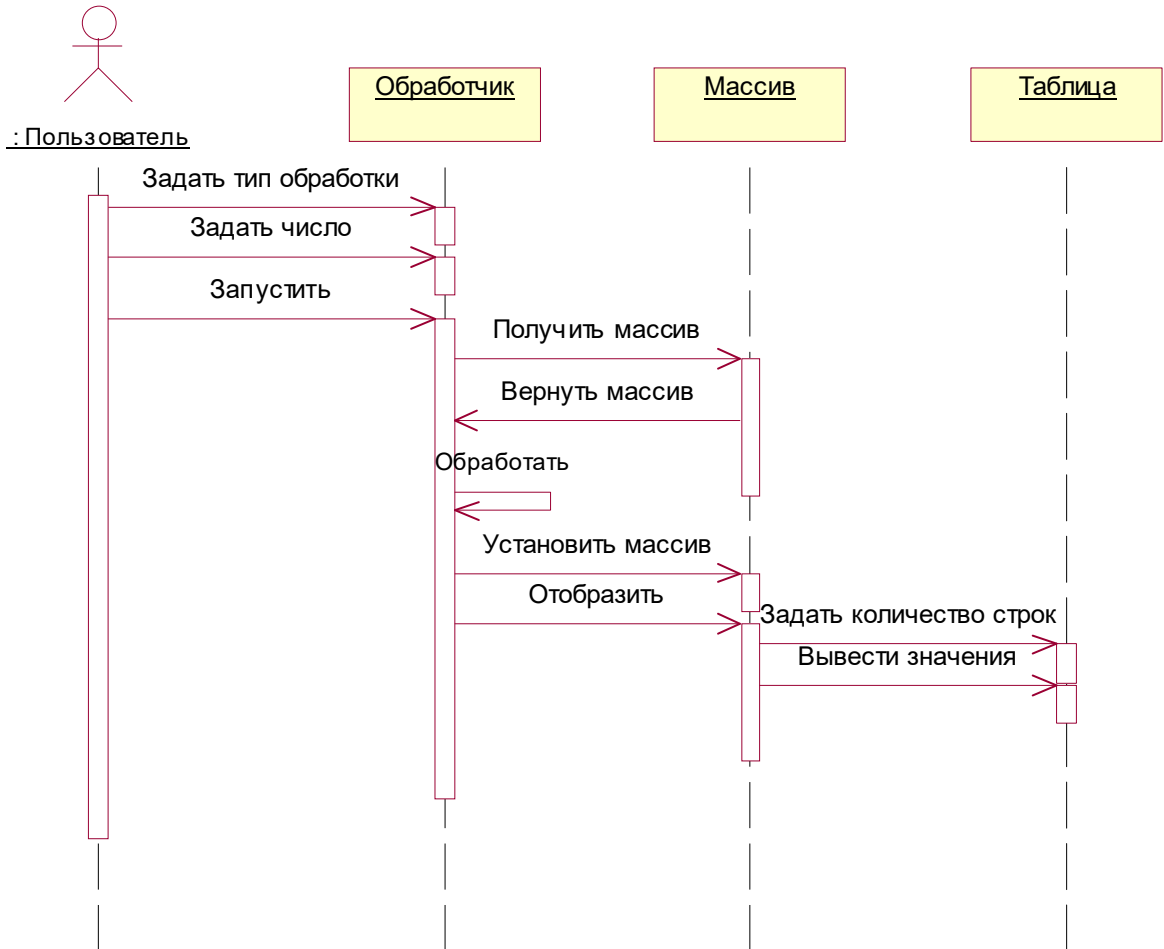 : Пользователь
Обработчик
Массив
Таблица
Задать тип обработки
Задать число
Запустить
Получить массив
Вернуть массив
Обработать
Установить массив
Отобразить
Задать количество строк
Вывести значения